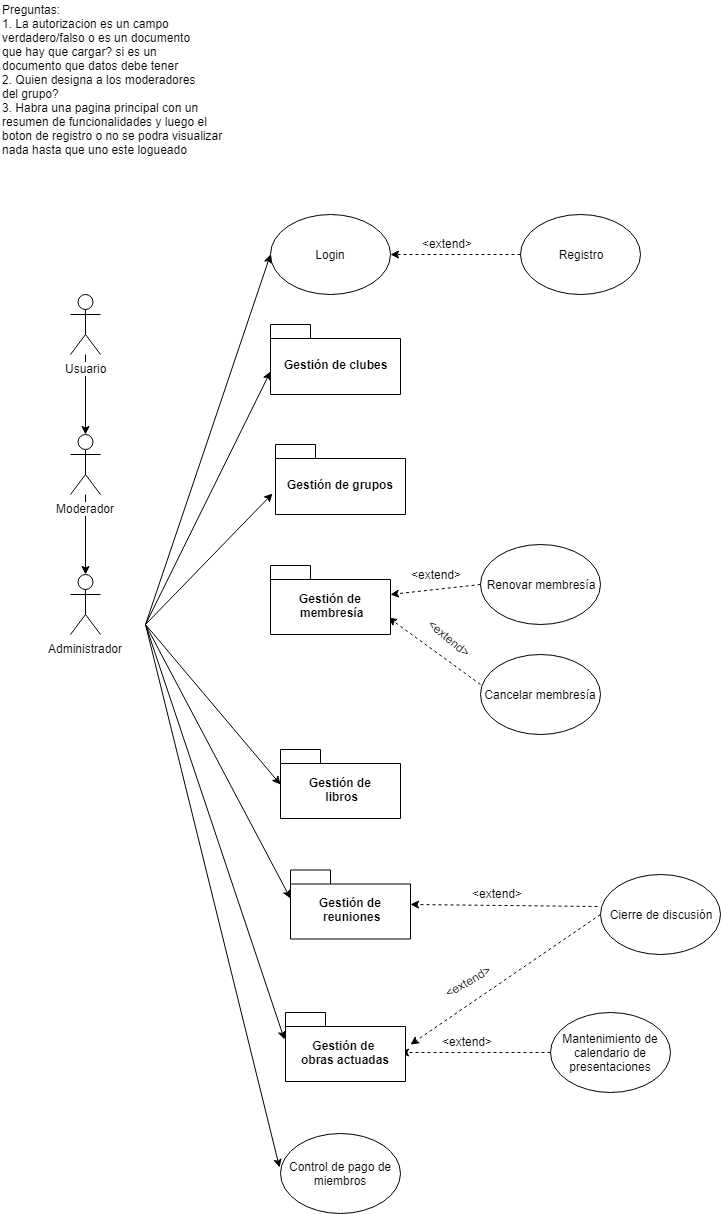 Preguntas:
1. La autorizacion es un campo
verdadero/falso o es un documento
que hay que cargar? si es un
documento que datos debe tener
2. Quien designa a los moderadores
del grupo?
3. Habra una pagina principal con un
resumen de funcionalidades y luego el
boton de registro o no se podra visualizar
nada hasta que uno este logueado
Login
<extend>
Registro
Usuario
Gestión de clubes
Moderador
Gestión de grupos
Administrador
Gestión de
membresía
<extend>
Renovar membresía
<extend>
Cancelar membresía
Gestión de
libros
Gestión de
reuniones
<extend>
Cierre de discusión
<extend>
Gestión de
obras actuadas
<extend>
Mantenimiento de
calendario de
presentaciones
Control de pago de
miembros